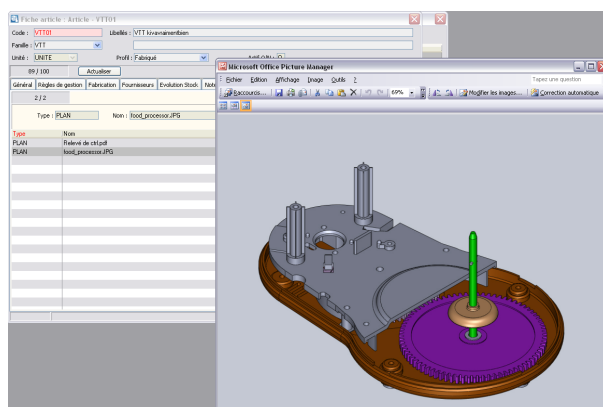 Fiche article : Article - VTT01
Code : VTT01 Libellés : VTT kivavnaimenlbien
Famille : VTT
Unité : UNITE Profil : Fabriqué
89 / 100 Actualiser
Général Règles de gestion Fabrication Fournisseurs Evolution Stock
2 / 2
Type : PLAN Nom : food_processor.JPG
Type Nom
PLAN Relevé de ctrl.pdf
PLAN food_processor.JPG
Microsoft Office Picture Manager
Fichier Edition Affichage Image Outils ? Tapez une question
Raccourcis... 69% Modifier les images... Correction automatique